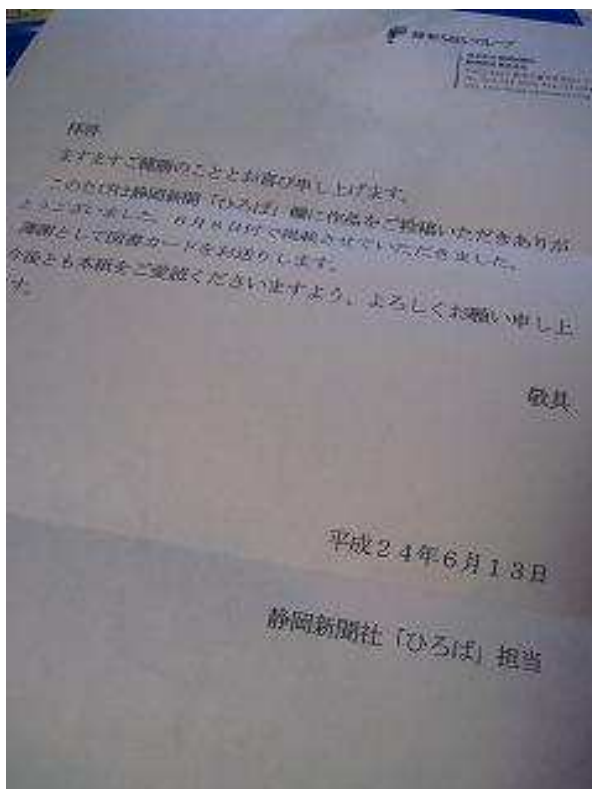 拝啓
ますますご健勝のこととお喜び申し上げます。
このたびは静岡新聞「ひろば」欄に作品をご投稿いただきありが
とうございました。6月8日付で掲載させていただきました。
薄謝として図書カードをお送りします。
今後とも本紙をご愛読くださいますよう、よろしくお願い申し上
す。
敬具
平成24年6月13日
静岡新聞社「ひろば」担当